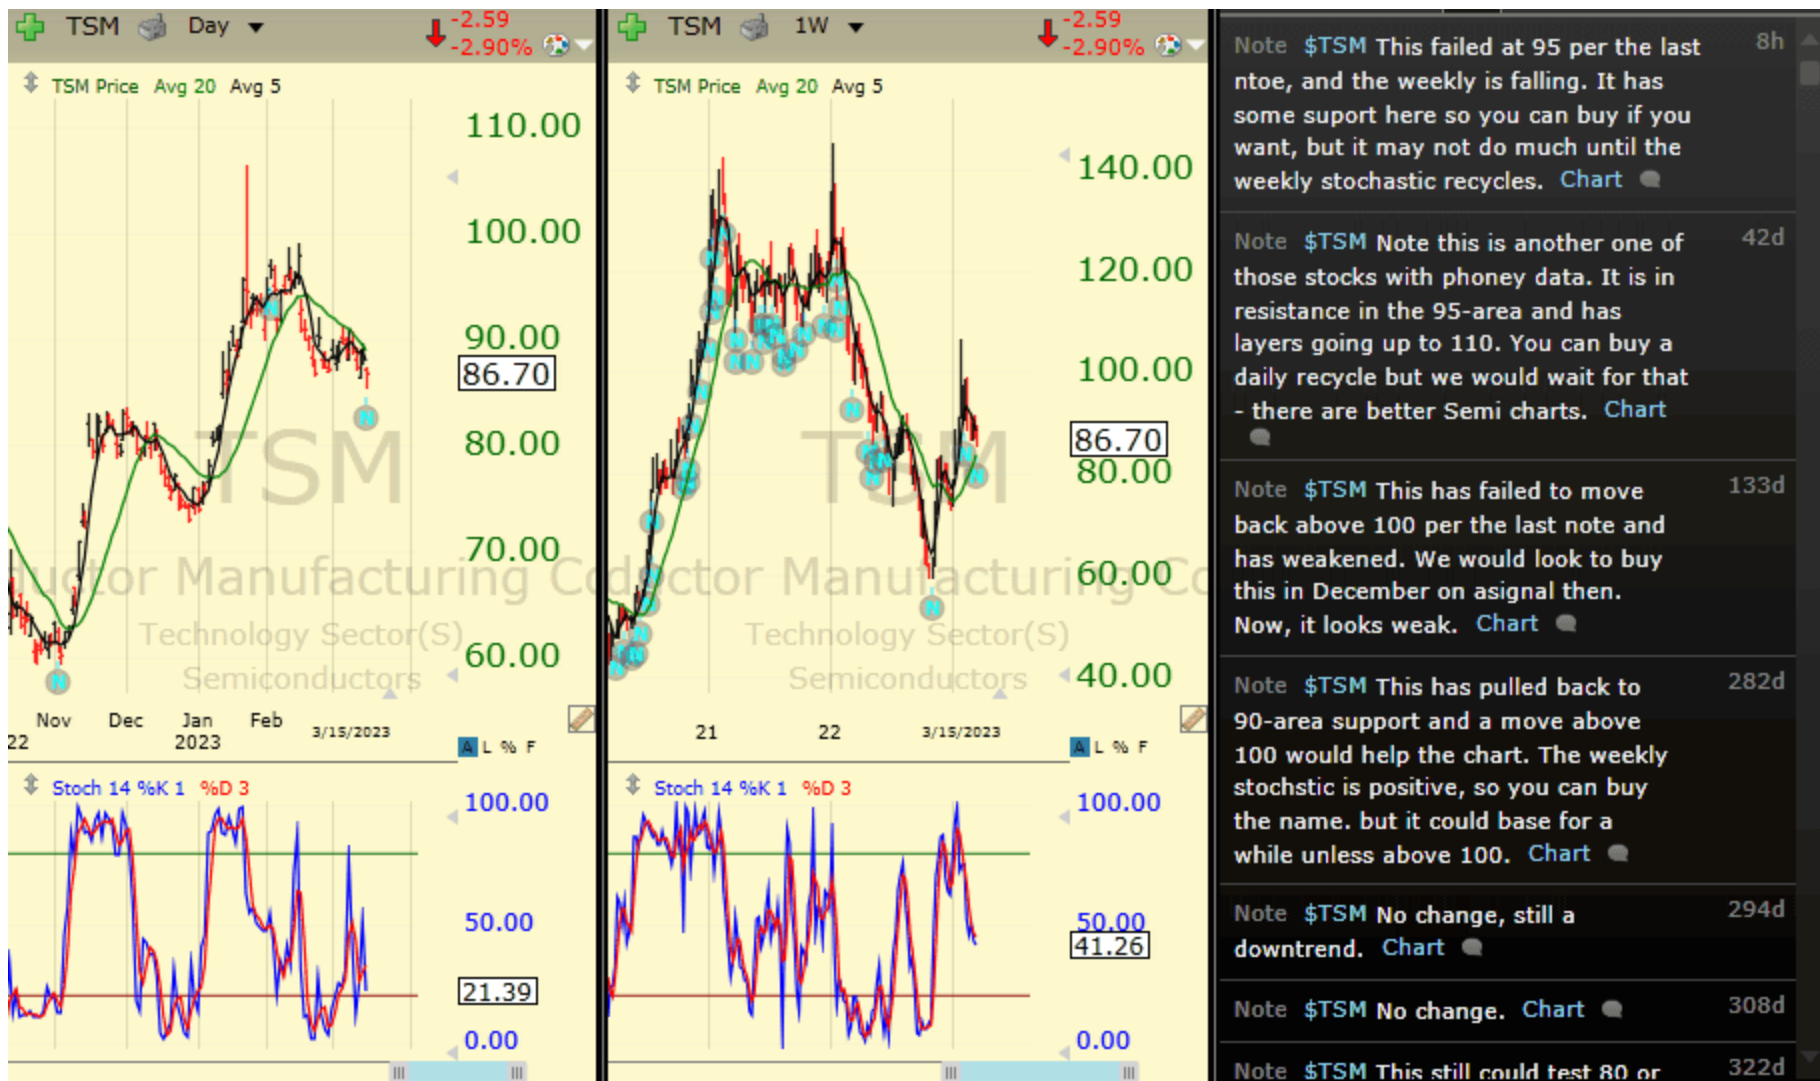 TSM Day
-2.59
-2.90%
TSM Price Avg 20 Avg 5
110.00
100.00
90.00
86.70
80.00
70.00
60.00
TSM
uctor Manufacturing Co
Technology Sector(S)
Semiconductors
Nov Dec Jan Feb
22 2023 3/15/2023
A L % F
Stoch 14 %K 1 %D 3
100.00
50.00
21.39
0.00
TSM 1W
-2.59
-2.90%
TSM Price Avg 20 Avg 5
140.00
120.00
100.00
86.70
80.00
60.00
40.00
TSM
ctor Manufacturing Co
Technology Sector(S)
Semiconductors
21 22 3/15/2023
A L % F
Stoch 14 %K 1 %D 3
100.00
50.00
41.26
0.00
Note $TSM This failed at 95 per the last 8h
ntoe, and the weekly is falling. It has
some suport here so you can buy if you
want, but it may not do much until the
weekly stochastic recycles. Chart
Note $TSM Note this is another one of 42d
those stocks with phoney data. It is in
resistance in the 95-area and has
layers going up to 110. You can buy a
daily recycle but we would wait for that
- there are better Semi charts. Chart
Note $TSM This has failed to move 133d
back above 100 per the last note and
has weakened. We would look to buy
this in December on asignal then.
Now, it looks weak. Chart
Note $TSM This has pulled back to 282d
90-area support and a move above
100 would help the chart. The weekly
stochstic is positive, so you can buy
the name. but it could base for a
while unless above 100. Chart
Note $TSM No change, still a 294d
downtrend. Chart
Note $TSM No change. Chart 308d
Note $TSM This still could test 80 or 322d